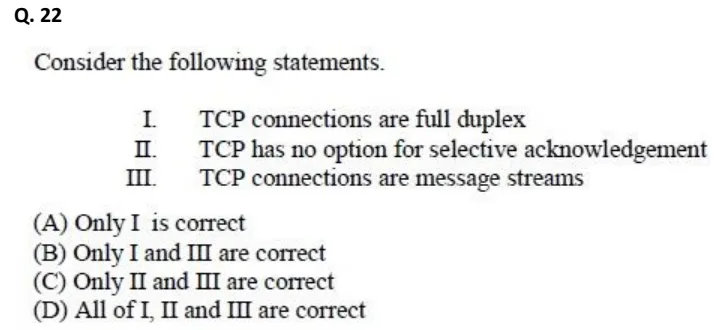 Q. 22
Consider the following statements.
I. TCP connections are full duplex
II. TCP has no option for selective acknowledgement
III. TCP connections are message streams
(A) Only I is correct
(B) Only I and III are correct
(C) Only II and III are correct
(D) All of I, II and III are correct